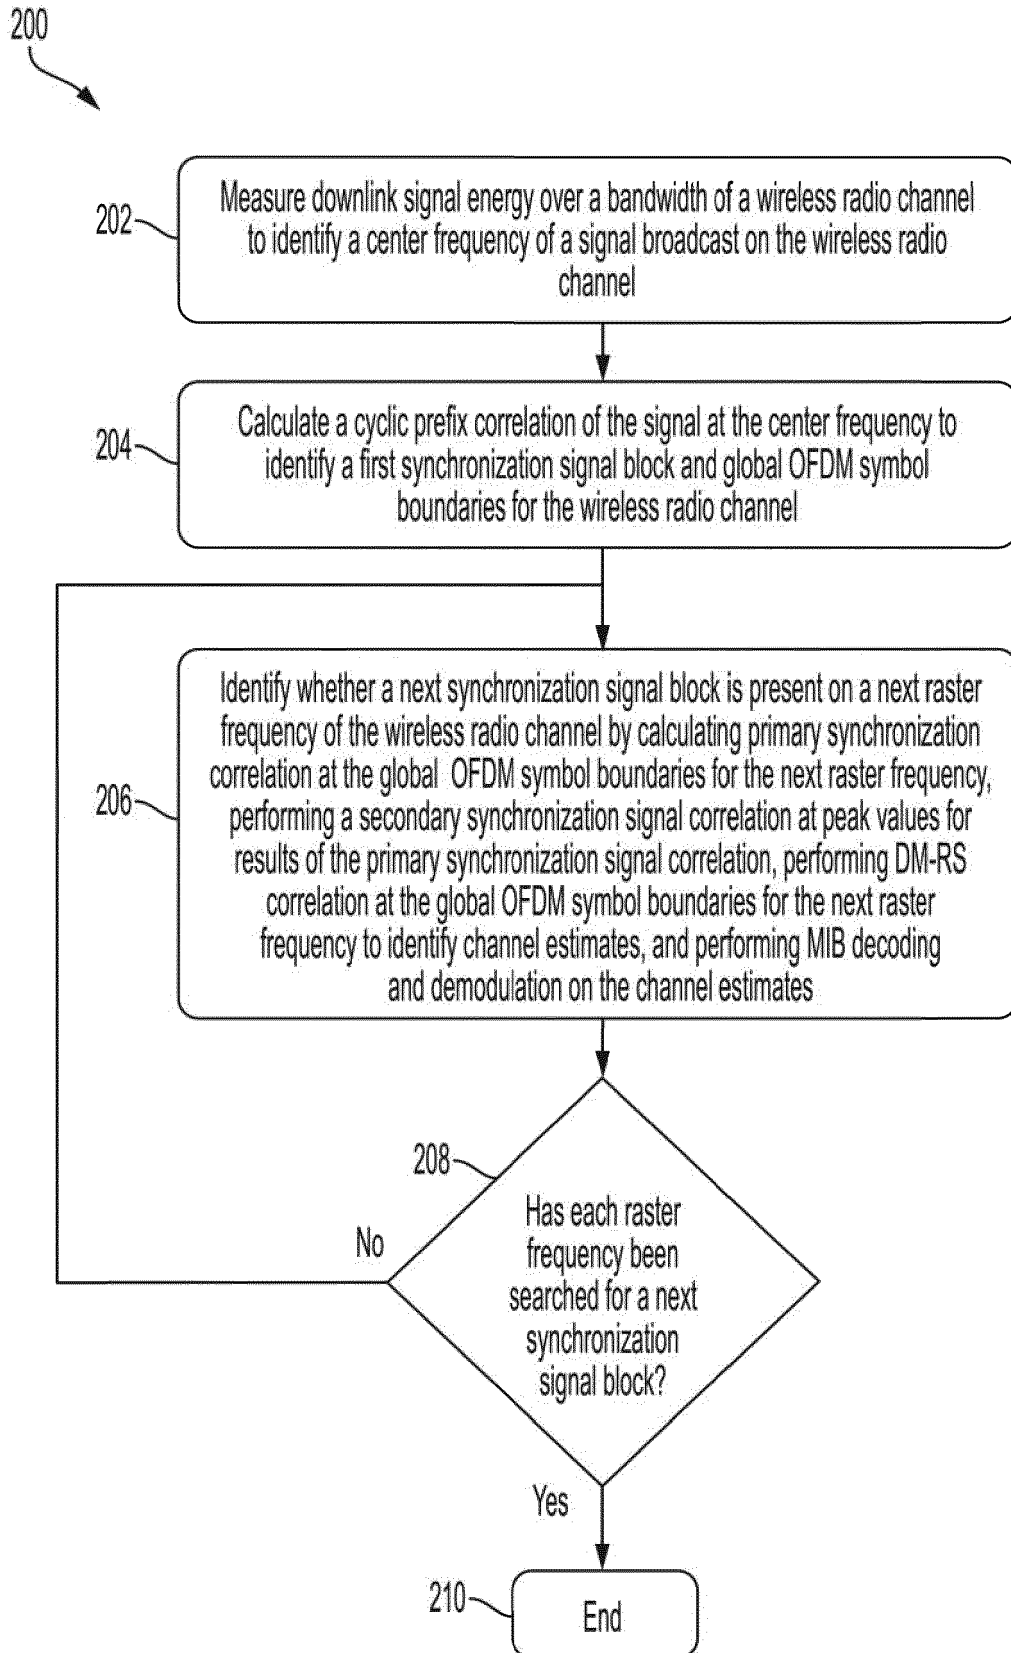 200
202
Measure downlink signal energy over a bandwidth of a wireless radio channel
to identify a center frequency of a signal broadcast on the wireless radio
channel
204
Calculate a cyclic prefix correlation of the signal at the center frequency to
identify a first synchronization signal block and global OFDM symbol
boundaries for the wireless radio channel
206
Identify whether a next synchronization signal block is present on a next raster
frequency of the wireless radio channel by calculating primary synchronization
correlation at the global OFDM symbol boundaries for the next raster frequency,
performing a secondary synchronization signal correlation at peak values for
results of the primary synchronization signal correlation, performing DM-RS
correlation at the global OFDM symbol boundaries for the next raster
frequency to identify channel estimates, and performing MIB decoding
and demodulation on the channel estimates
208
Has each raster
frequency been
searched for a next
synchronization
signal block?
No
Yes
210
End